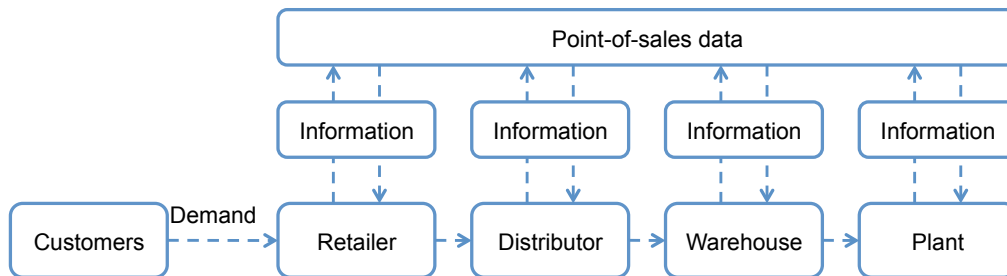 Point-of-sales data
Information
Information
Information
Information
Demand
Customers
Retailer
Distributor
Warehouse
Plant